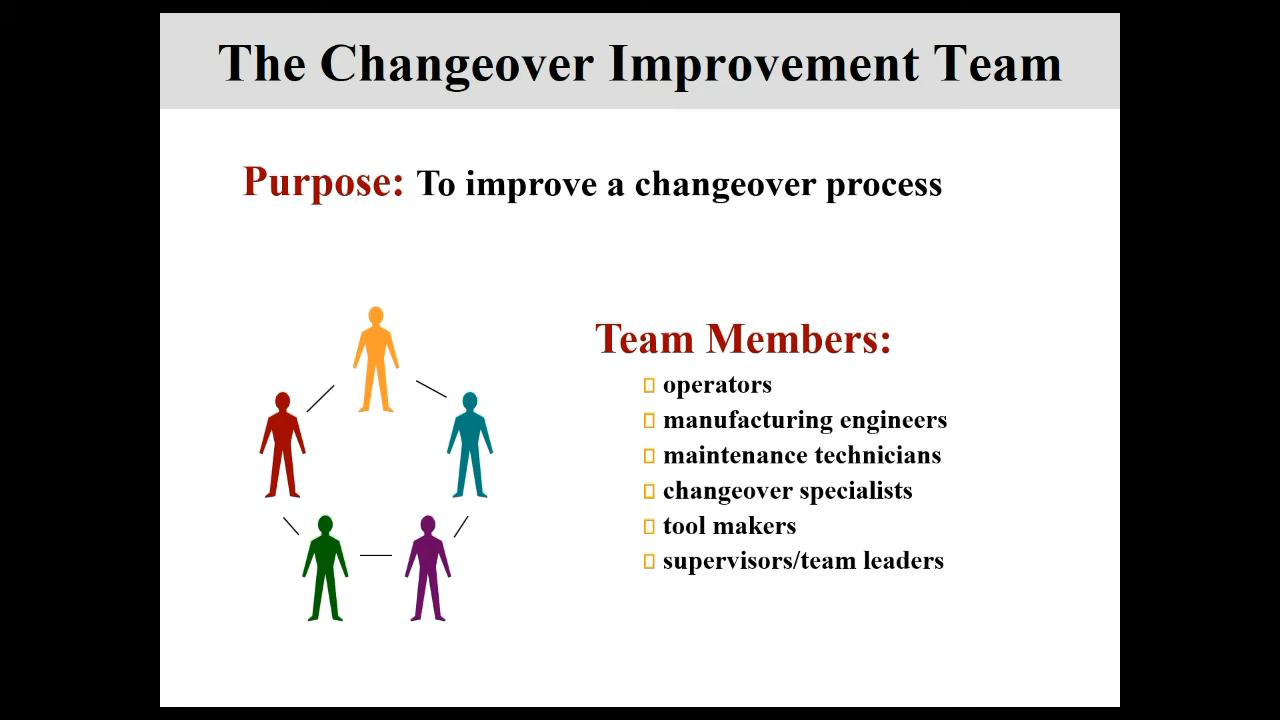 The Changeover Improvement Team
Purpose: To improve a changeover process
Team Members:
operators
manufacturing engineers
maintenance technicians
changeover specialists
tool makers
supervisors/team leaders